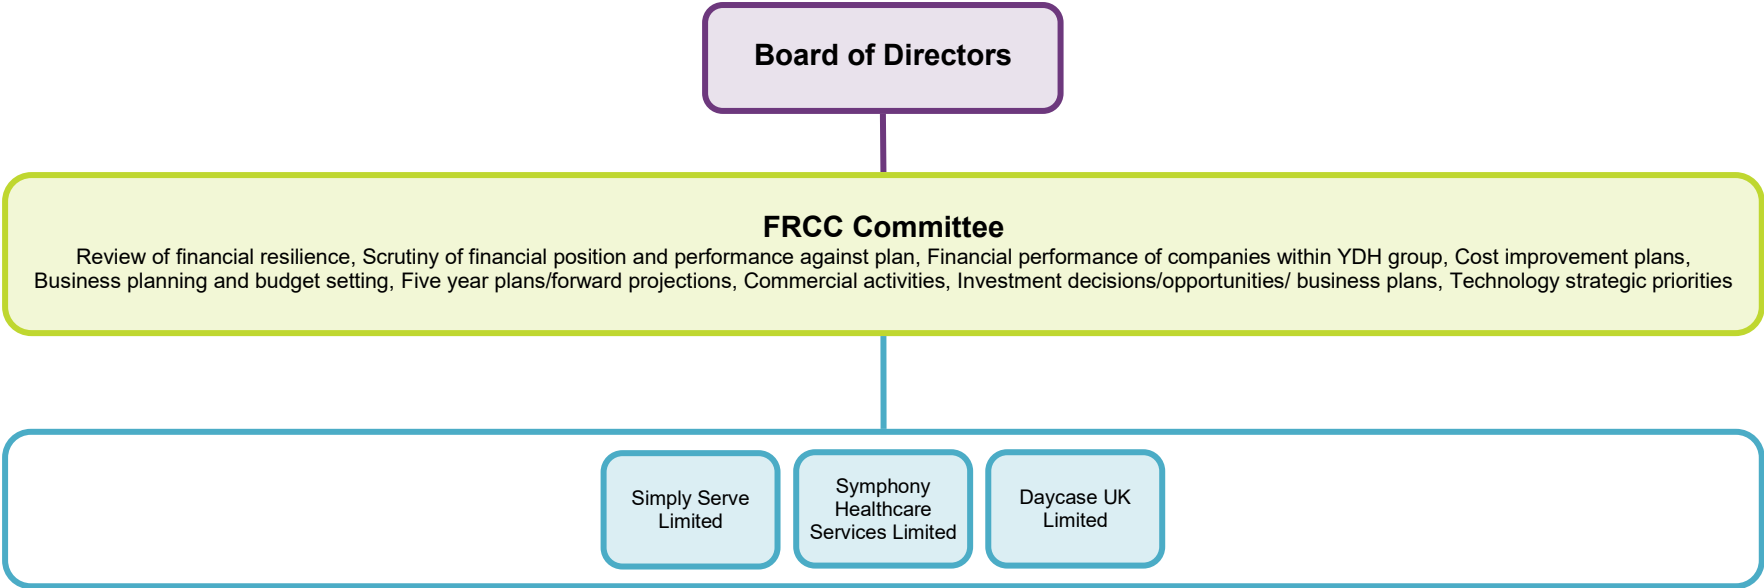 Board of Directors
FRCC Committee
Review of financial resilience, Scrutiny of financial position and performance against plan, Financial performance of companies within YDH group, Cost improvement plans,
Business planning and budget setting, Five year plans/forward projections, Commercial activities, Investment decisions/opportunities/ business plans, Technology strategic priorities
Simply Serve
Limited
Symphony
Healthcare
Services Limited
Daycase UK
Limited